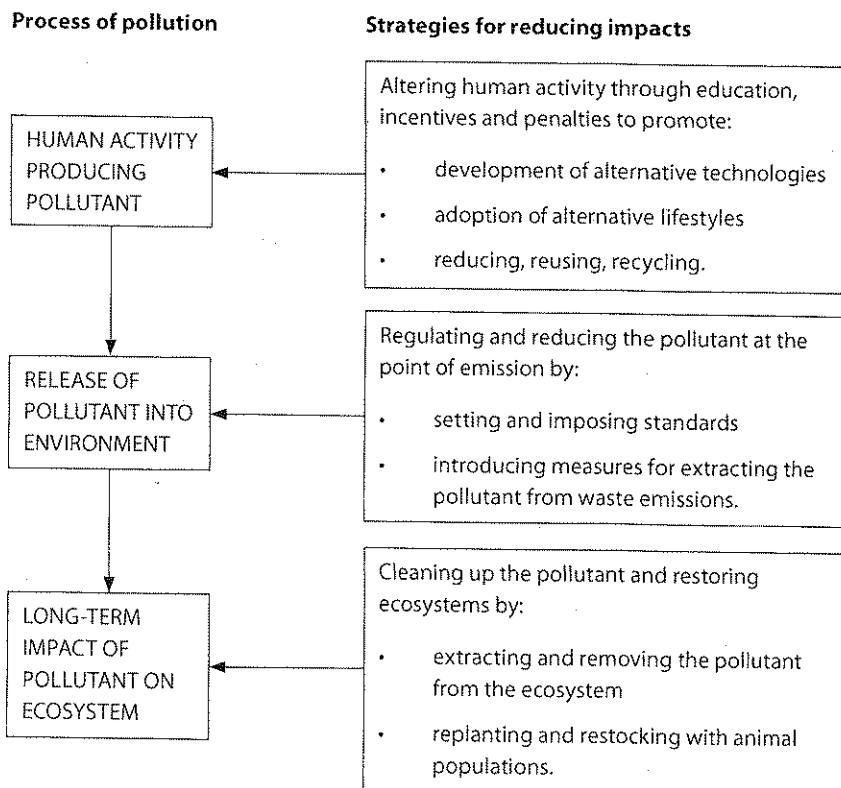 Process of pollution
Strategies for reducing impacts
HUMAN ACTIVITY
PRODUCING
POLLUTANT
Altering human activity through education,
incentives and penalties to promote:
• development of alternative technologies
• adoption of alternative lifestyles
• reducing, reusing, recycling.
RELEASE OF
POLLUTANT INTO
ENVIRONMENT
Regulating and reducing the pollutant at the
point of emission by:
• setting and imposing standards
• introducing measures for extracting the
pollutant from waste emissions.
LONG-TERM
IMPACT OF
POLLUTANT ON
ECOSYSTEM
Cleaning up the pollutant and restoring
ecosystems by:
• extracting and removing the pollutant
from the ecosystem
• replanting and restocking with animal
populations.